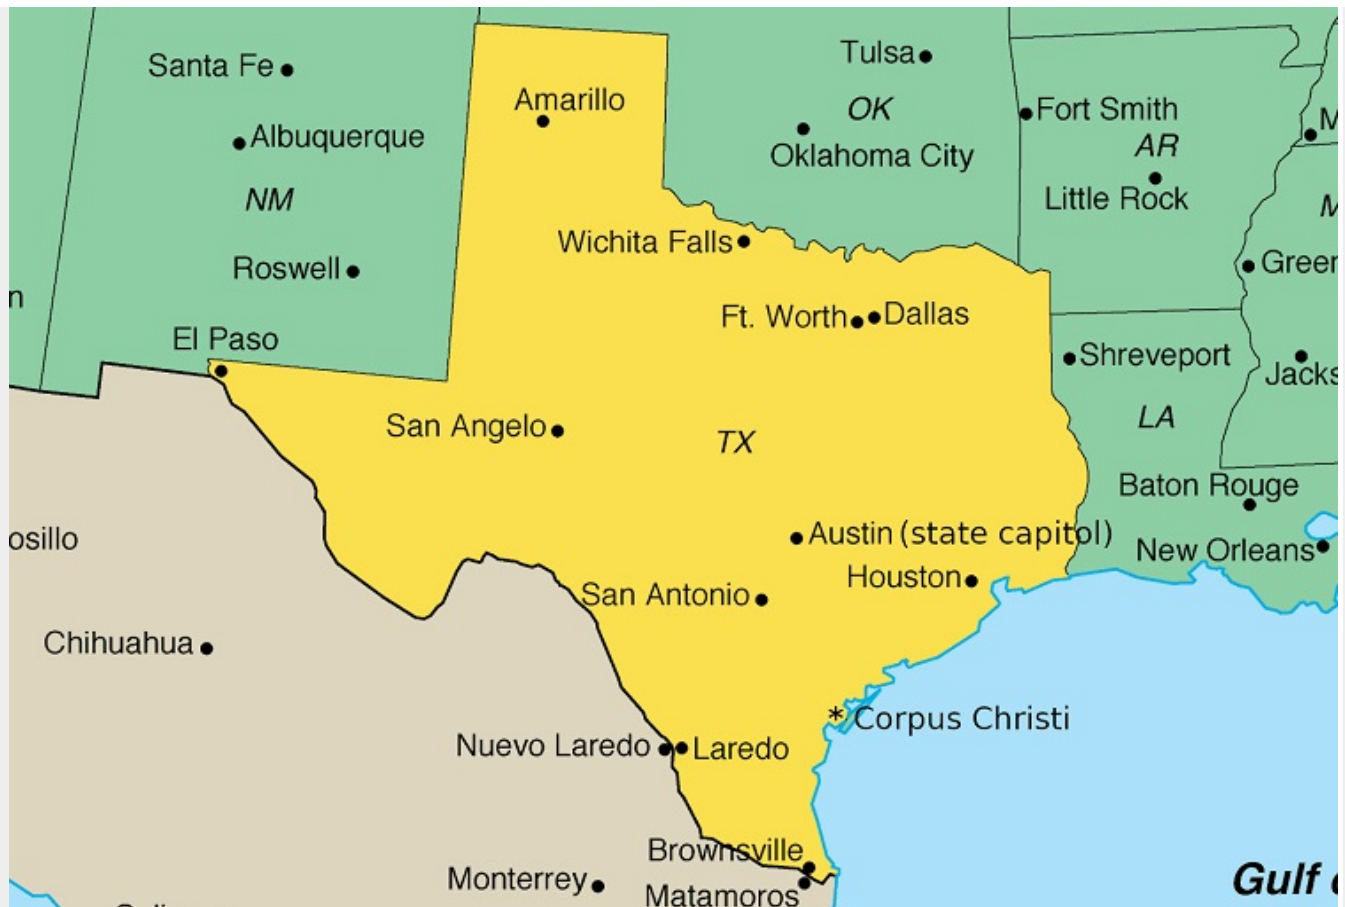 Santa Fe
Tulsa
Amarillo
OK
Fort Smith
M
Albuquerque
Oklahoma City
AR
NM
Little Rock
M
Wichita Falls
Roswell
Green
n
Ft. Worth
Dallas
El Paso
Shreveport
Jacks
San Angelo
TX
LA
Baton Rouge
osillo
Austin (state capitol)
New Orleans
Houston
San Antonio
Chihuahua
* Corpus Christi
Nuevo Laredo
Laredo
Brownsville
Monterrey
Matamoros
Gulf